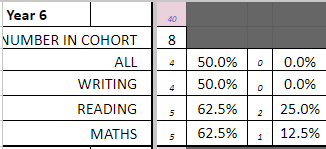 Year 6 40
NUMBER IN COHORT 8
ALL 4 50.0% 0 0.0%
WRITING 4 50.0% 0 0.0%
READING 5 62.5% 2 25.0%
MATHS 5 62.5% 1 12.5%